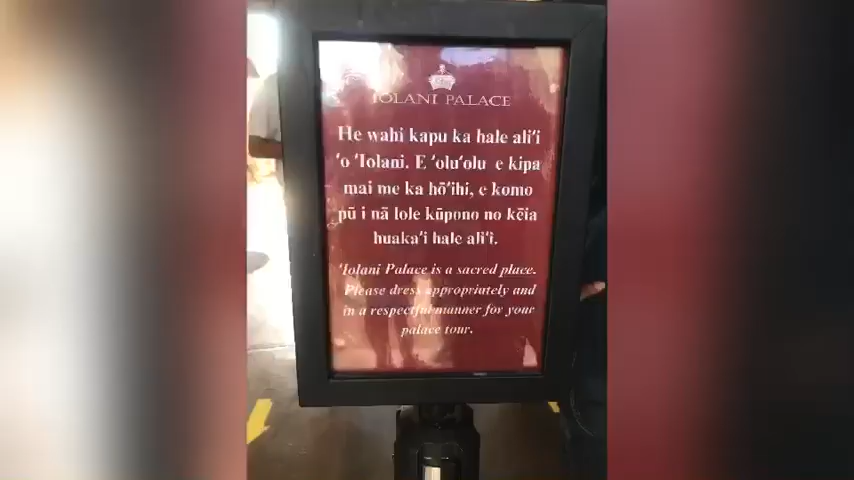 IOLANI PALACE
He wahi kapu ka hale aliʻi
ʻo ʻIolani. E ʻoluʻolu e kipa
mai me ka hōʻihi, e komo
pū i nā lole kūpono no kēia
huakaʻi hale aliʻi.
ʻIolani Palace is a sacred place.
Please dress appropriately and
in a respectful manner for your
palace tour.